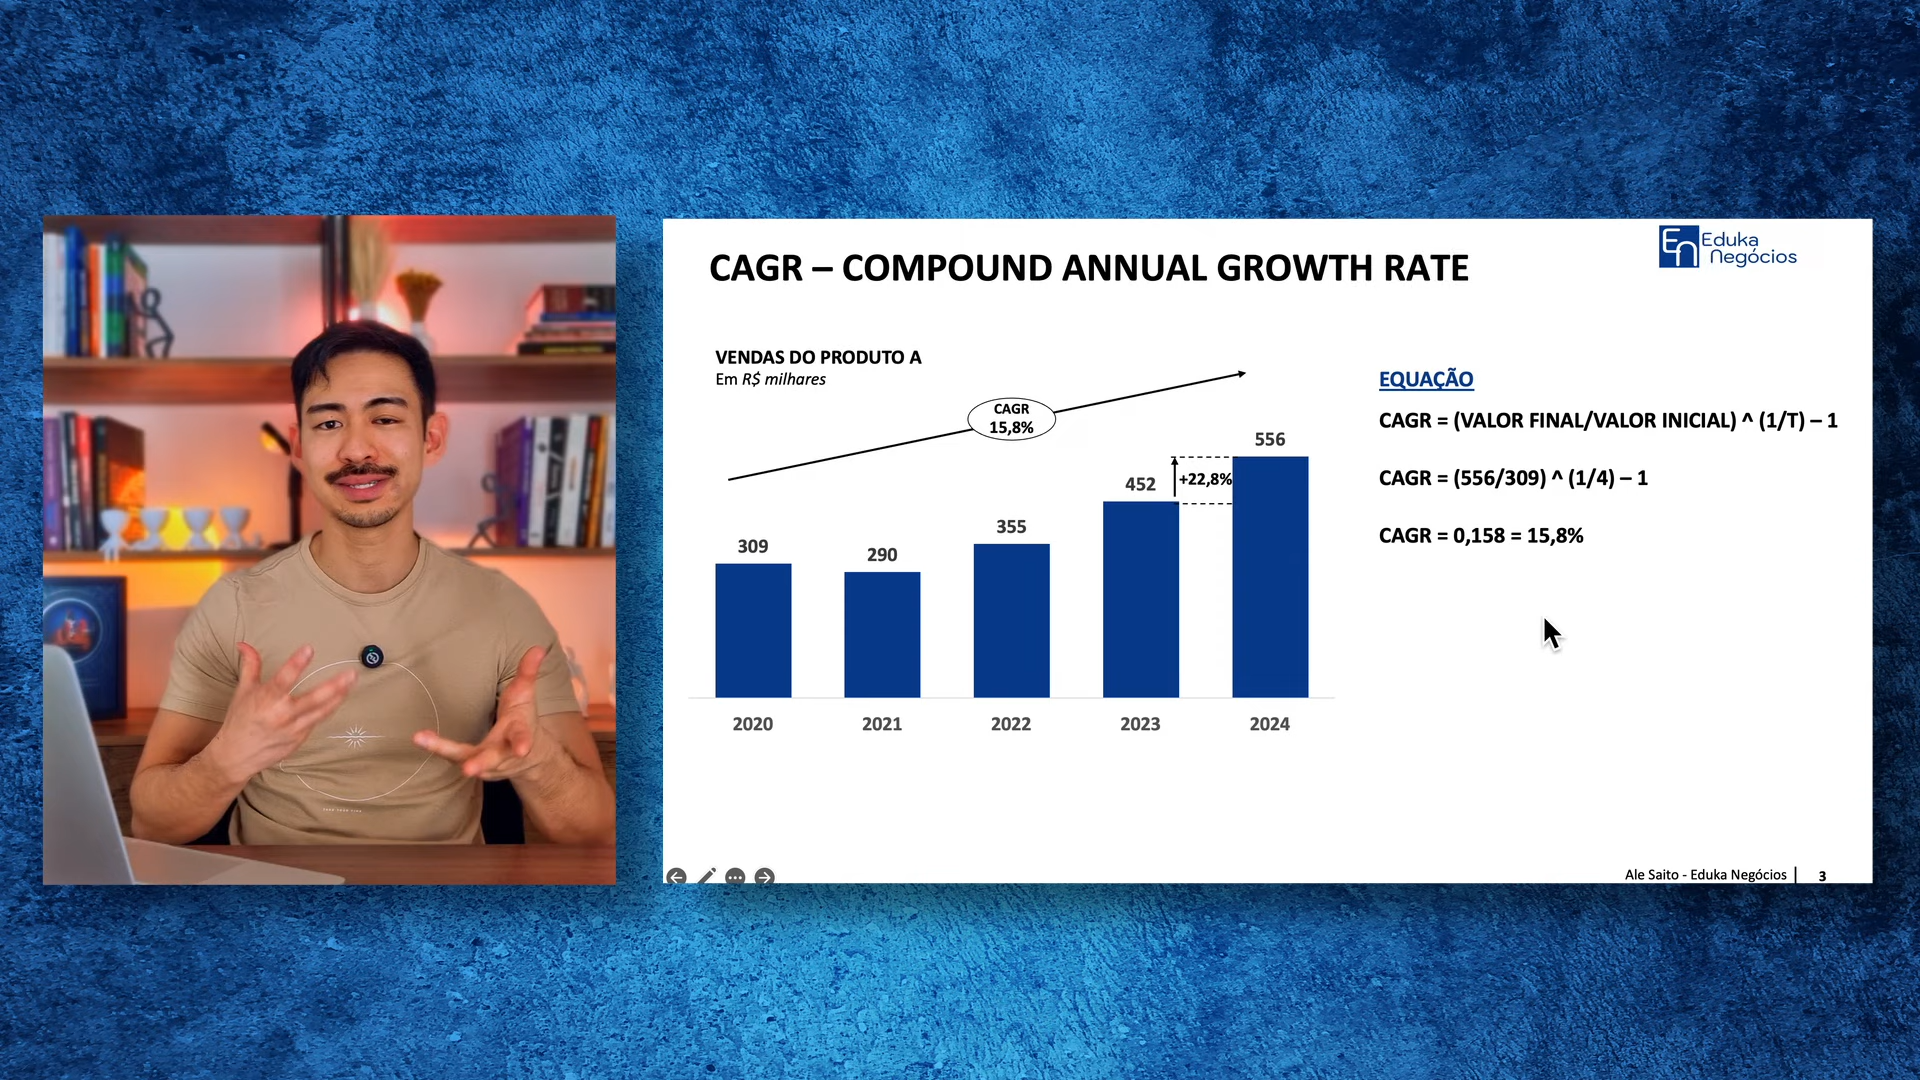 Eduka
Negócios
CAGR – COMPOUND ANNUAL GROWTH RATE
VENDAS DO PRODUTO A
Em R$ milhares
CAGR
15,8%
309
290
355
452
+22,8%
556
2020
2021
2022
2023
2024
EQUAÇÃO
CAGR = (VALOR FINAL/VALOR INICIAL) ^ (1/T) – 1
CAGR = (556/309) ^ (1/4) – 1
CAGR = 0,158 = 15,8%
Ale Saito - Eduka Negócios | 3